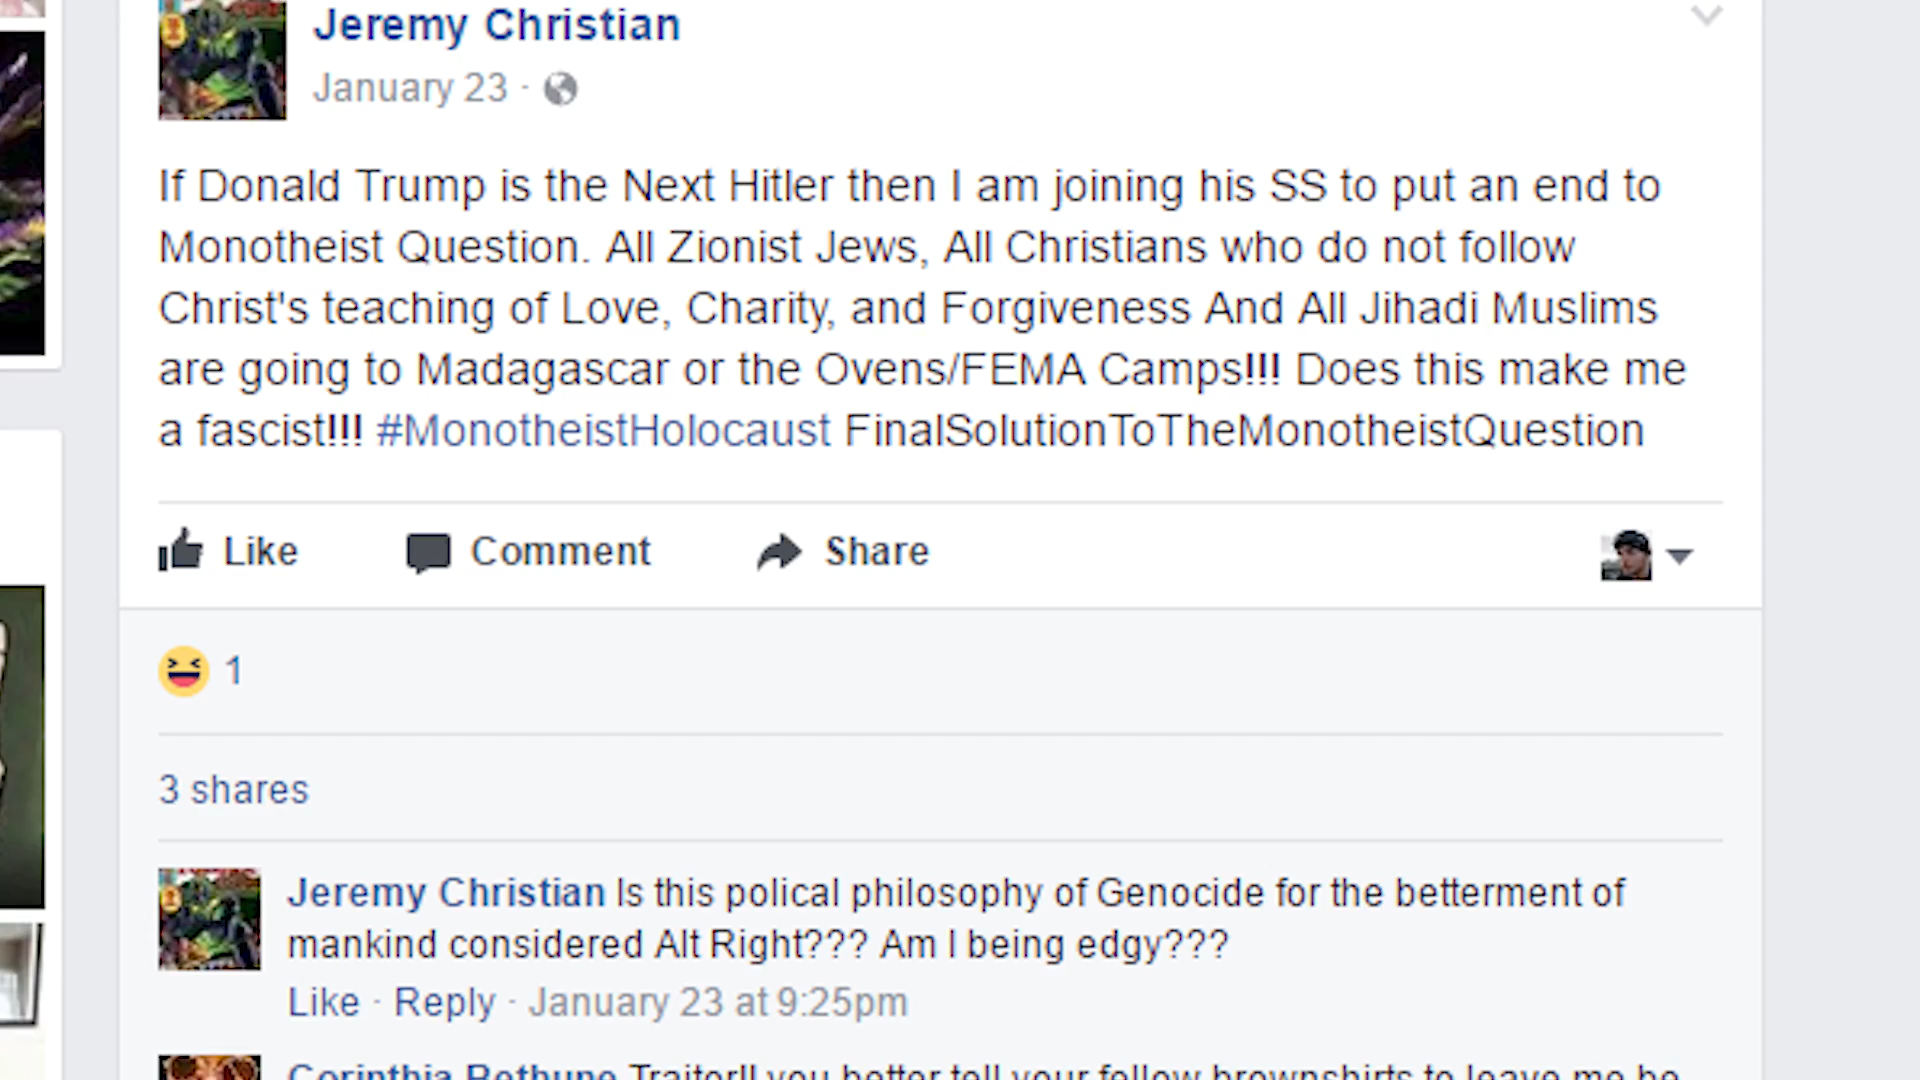 Jeremy Christian
January 23 ·
If Donald Trump is the Next Hitler then I am joining his SS to put an end to
Monotheist Question. All Zionist Jews, All Christians who do not follow
Christ's teaching of Love, Charity, and Forgiveness And All Jihadi Muslims
are going to Madagascar or the Ovens/FEMA Camps!!! Does this make me
a fascist!!! #MonotheistHolocaust FinalSolutionToTheMonotheistQuestion
Like Comment Share
1
3 shares
Jeremy Christian Is this polical philosophy of Genocide for the betterment of
mankind considered Alt Right??? Am I being edgy???
Like · Reply · January 23 at 9:25pm
Corinthia Bethune Traitor!! you better tell your fellow brownshirts to leave me be